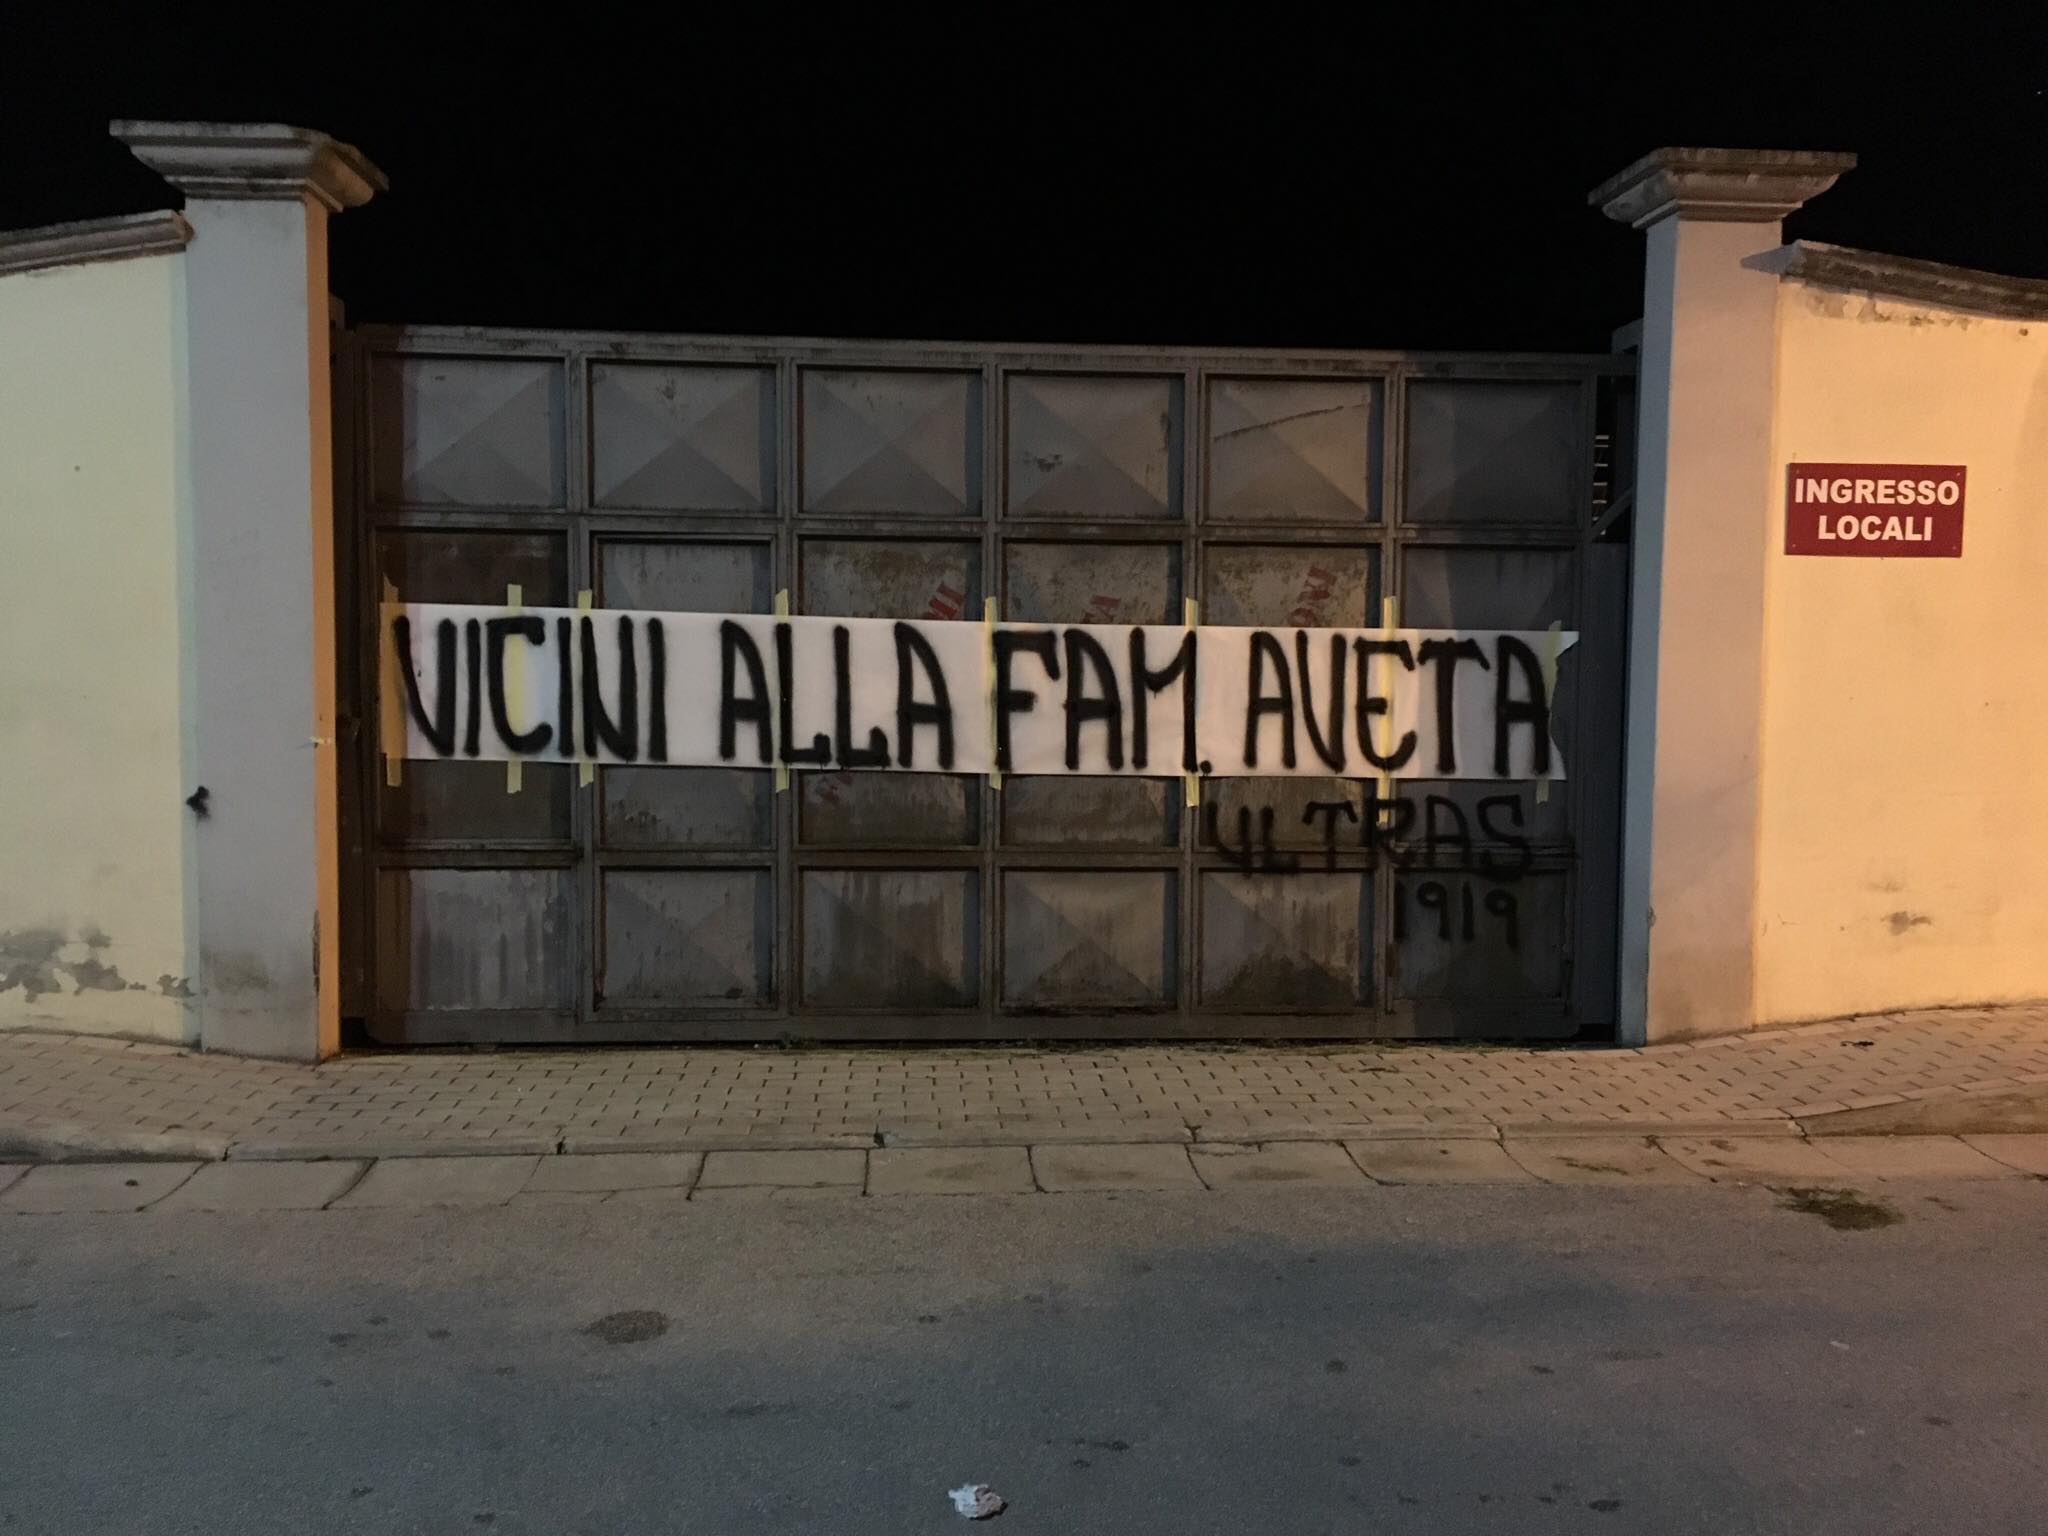 VICINI ALLA FAM. AVETA
ULTRAS
1919
INGRESSO
LOCALI